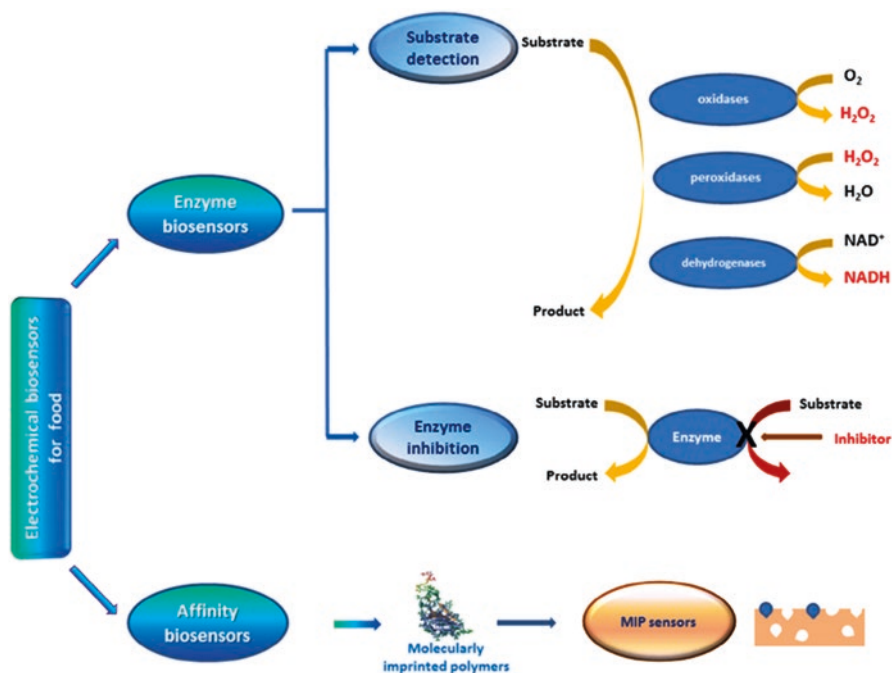 Electrochemical biosensors
for food
Enzyme
biosensors
Substrate
detection
Substrate
Product
oxidases
O₂
H₂O₂
peroxidases
H₂O₂
H₂O
dehydrogenases
NAD⁺
NADH
Enzyme
inhibition
Substrate
Product
Enzyme
X
Substrate
Inhibitor
Affinity
biosensors
Molecularly
imprinted polymers
MIP sensors